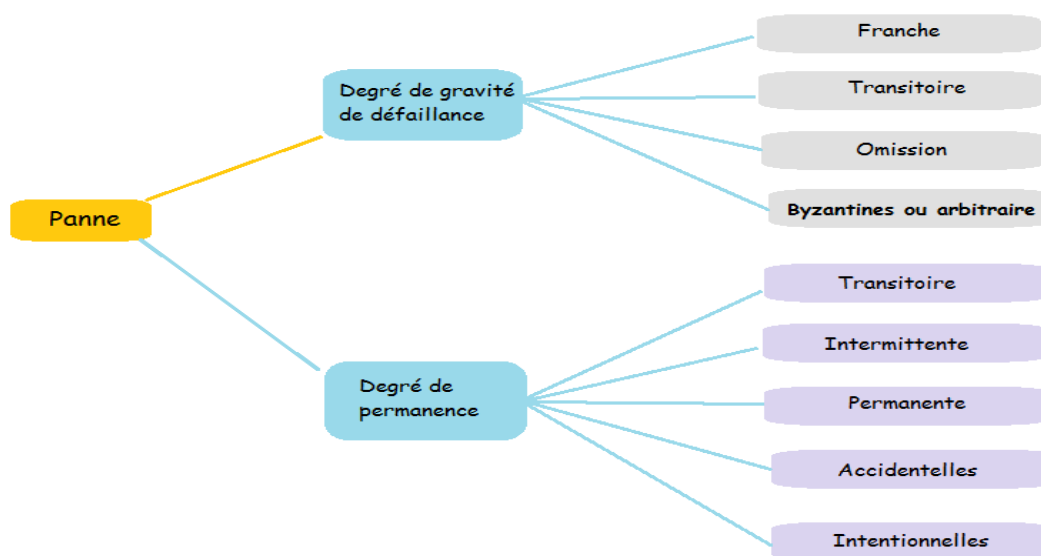 Panne
Degré de gravité
de défaillance
Franche
Transitoire
Omission
Byzantines ou arbitraire
Degré de
permanence
Transitoire
Intermittente
Permanente
Accidentelles
Intentionnelles